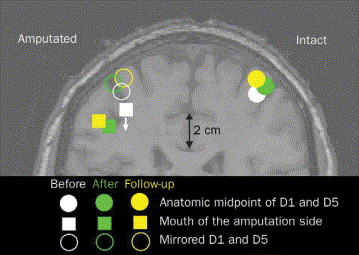 Amputated Intact
2 cm
Before After Follow-up
Anatomic midpoint of D1 and D5
Mouth of the amputation side
Mirrored D1 and D5